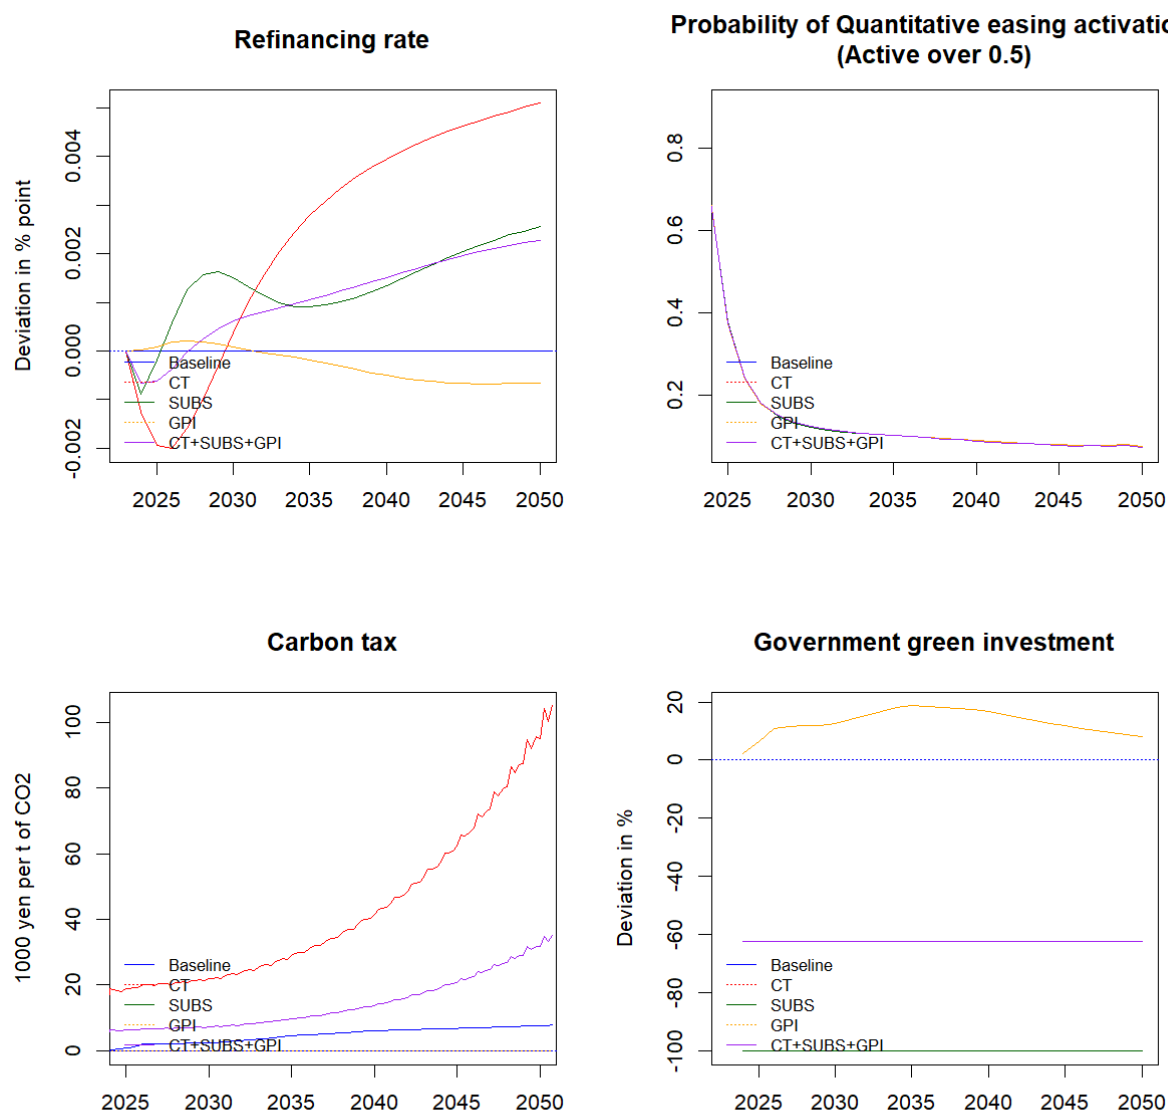 Refinancing rate
Deviation in % point
0.004
0.002
0.000
-0.002
Baseline
CT
SUBS
GPI
CT+SUBS+GPI
2025 2030 2035 2040 2045 2050
Probability of Quantitative easing activatio
(Active over 0.5)
0.8
0.6
0.4
0.2
Baseline
CT
SUBS
GPI
CT+SUBS+GPI
2025 2030 2035 2040 2045 2050
Carbon tax
1000 yen per t of CO2
100
80
60
40
20
0
Baseline
CT
SUBS
GPI
CT+SUBS+GPI
2025 2030 2035 2040 2045 2050
Government green investment
Deviation in %
20
0
-20
-40
-60
-80
-100
Baseline
CT
SUBS
GPI
CT+SUBS+GPI
2025 2030 2035 2040 2045 2050